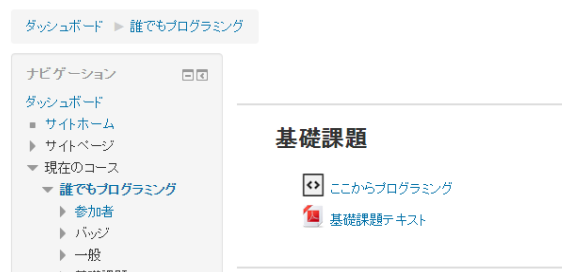 ダッシュボード ▶ 誰でもプログラミング
ナビゲーション
ダッシュボード
サイトホーム
サイトページ
現在のコース
誰でもプログラミング
参加者
バッジ
一般
基礎課題
基礎課題
ここからプログラミング
基礎課題テキスト